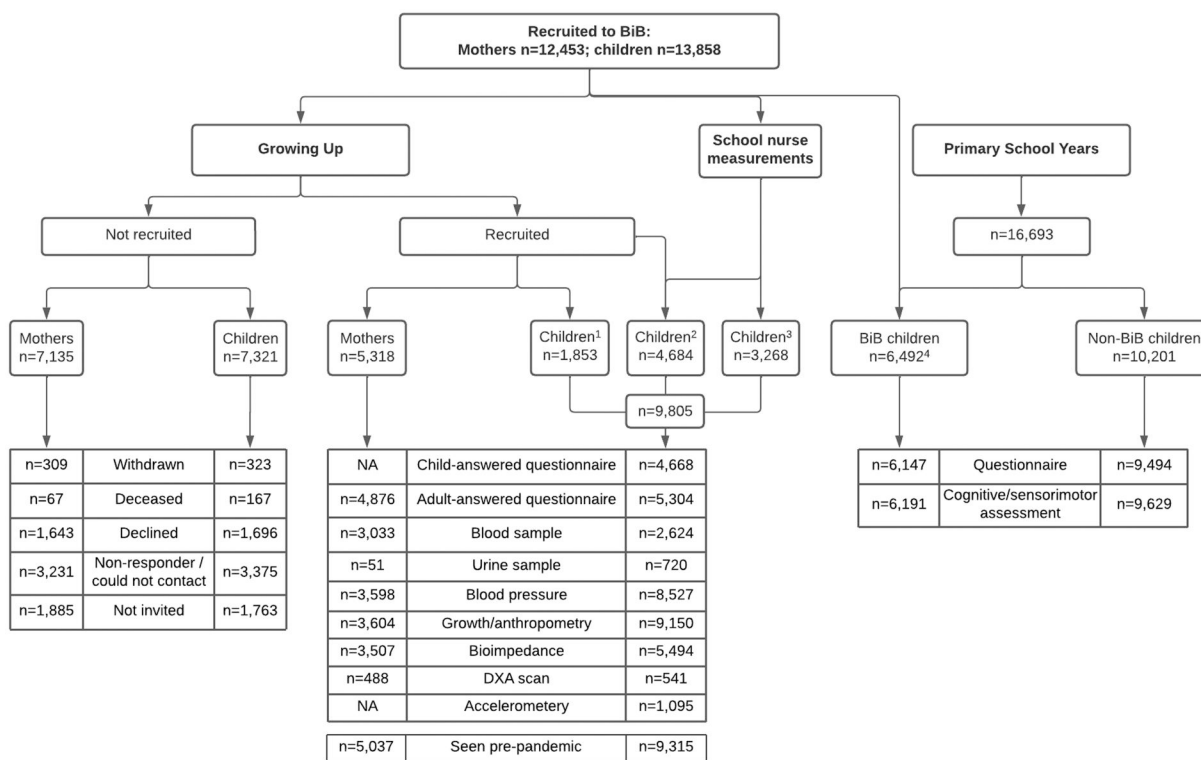 Recruited to BiB:
Mothers n=12,453; children n=13,858
Growing Up
School nurse
measurements
Primary School Years
Not recruited
Recruited
n=16,693
Mothers
n=7,135
Children
n=7,321
Mothers
n=5,318
Children¹
n=1,853
Children²
n=4,684
Children³
n=3,268
BiB children
n=6,492⁴
Non-BiB children
n=10,201
n=9,805
n=309 Withdrawn n=323
n=67 Deceased n=167
n=1,643 Declined n=1,696
n=3,231 Non-responder / could not contact n=3,375
n=1,885 Not invited n=1,763
NA Child-answered questionnaire n=4,668
n=4,876 Adult-answered questionnaire n=5,304
n=3,033 Blood sample n=2,624
n=51 Urine sample n=720
n=3,598 Blood pressure n=8,527
n=3,604 Growth/anthropometry n=9,150
n=3,507 Bioimpedance n=5,494
n=488 DXA scan n=541
NA Accelerometery n=1,095
n=5,037 Seen pre-pandemic n=9,315
n=6,147 Questionnaire n=9,494
n=6,191 Cognitive/sensorimotor assessment n=9,629